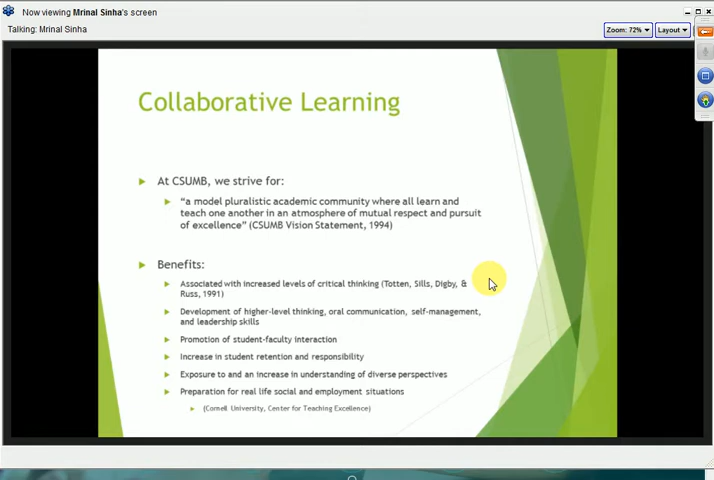 Now viewing Mrinal Sinha's screen
Talking: Mrinal Sinha
Zoom: 72%
Layout
Collaborative Learning
At CSUMB, we strive for:
"a model pluralistic academic community where all learn and
teach one another in an atmosphere of mutual respect and pursuit
of excellence" (CSUMB Vision Statement, 1994)
Benefits:
Associated with increased levels of critical thinking (Totten, Sills, Digby, &
Russ, 1991)
Development of higher-level thinking, oral communication, self-management,
and leadership skills
Promotion of student-faculty interaction
Increase in student retention and responsibility
Exposure to and an increase in understanding of diverse perspectives
Preparation for real life social and employment situations
(Cornell University, Center for Teaching Excellence)